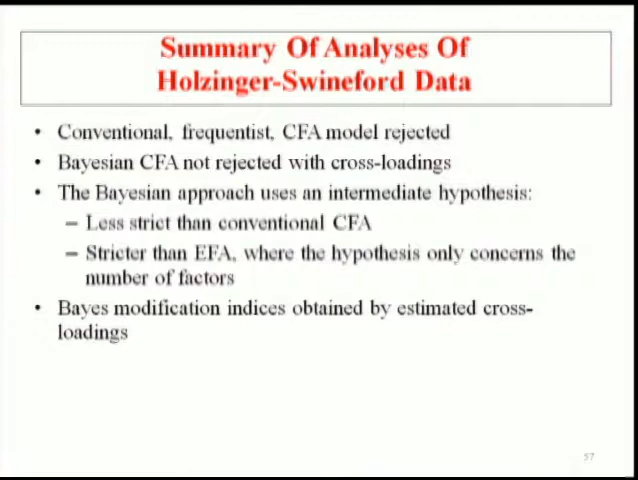 Summary Of Analyses Of
Holzinger-Swineford Data
• Conventional, frequentist, CFA model rejected
• Bayesian CFA not rejected with cross-loadings
• The Bayesian approach uses an intermediate hypothesis:
– Less strict than conventional CFA
– Stricter than EFA, where the hypothesis only concerns the
number of factors
• Bayes modification indices obtained by estimated cross-
loadings
57